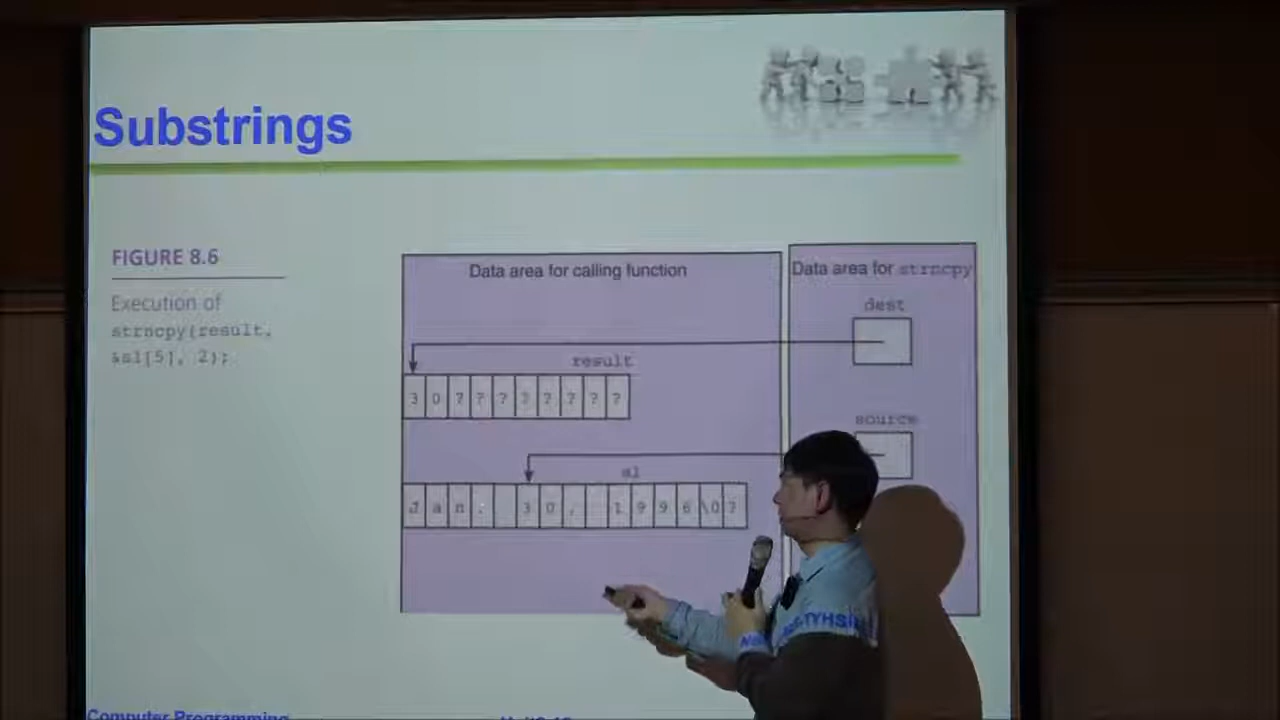 Substrings
FIGURE 8.6
Execution of
strncpy(result,
&s1[5], 2);
Data area for calling function
Data area for strncpy
dest
result
3 0 ? ? ? ? ? ? ? ?
source
s1
J a n . 3 0 , 1 9 9 6 \0 ?
Computer Programming